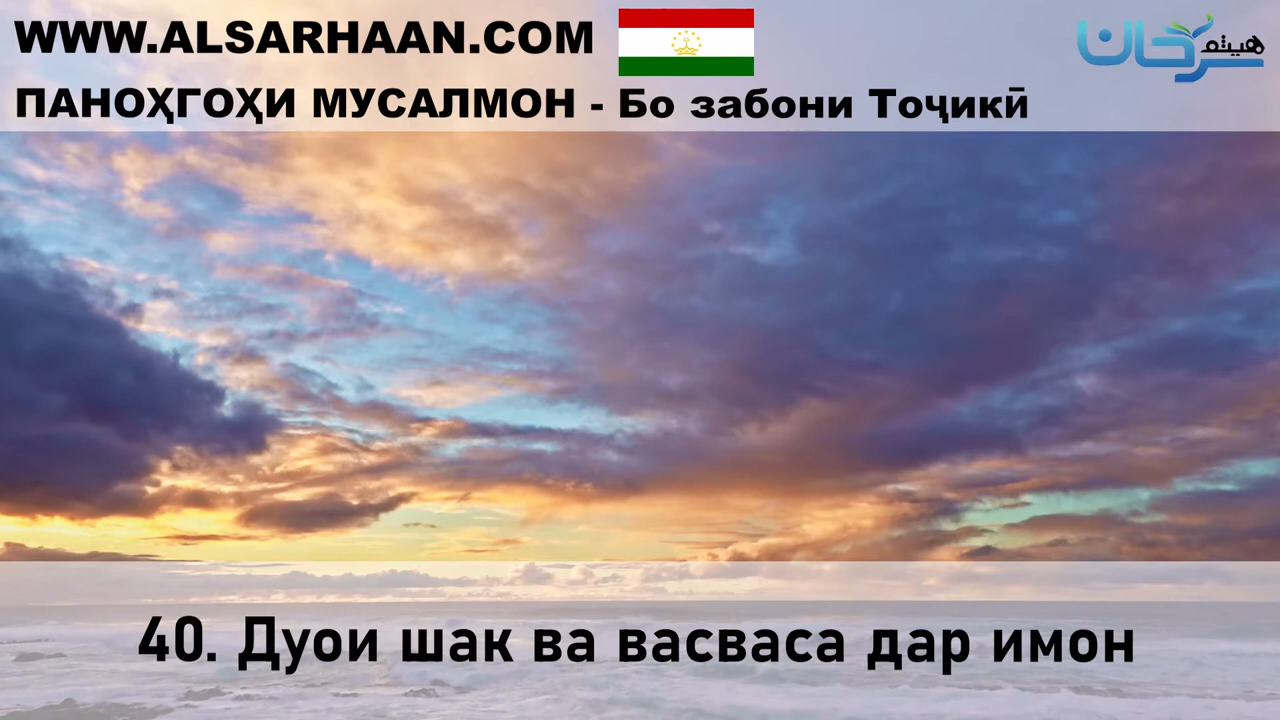 WWW.ALSARHAAN.COM
هيثم سرحان
ПАНОҲГОҲИ МУСАЛМОН - Бо забони Тоҷикӣ
40. Дуои шак ва васваса дар имон